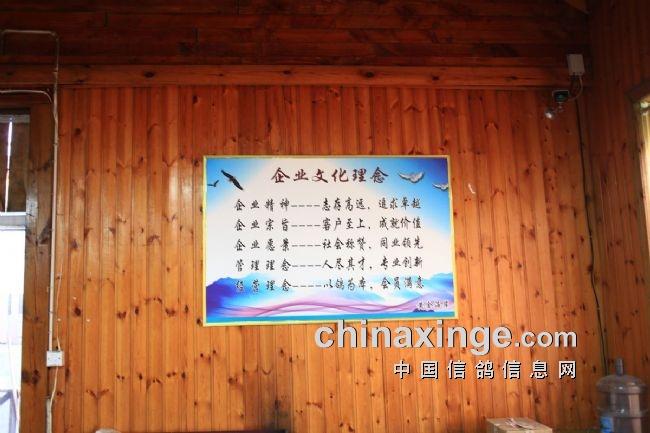 企业文化理念
企业精神----志存高远，追求卓越
企业宗旨----客户至上，成就价值
企业愿景----社会称赞，同业领先
管理理念----人尽其才，专业创新
经营理念----以鸽为本，会员满意
chinaxinge.com
中国信鸽信息网